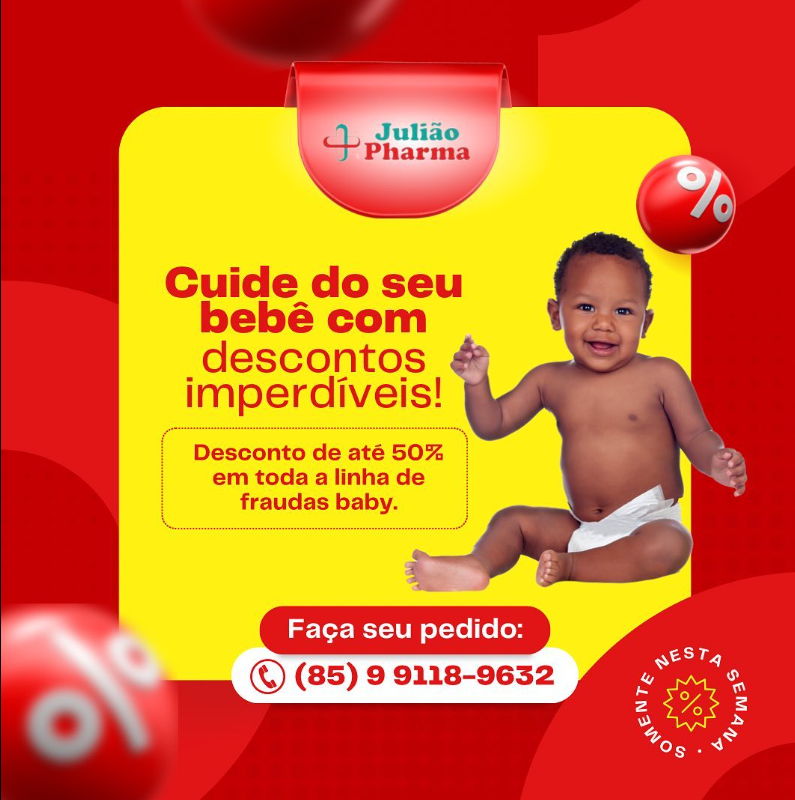 Julião
Pharma
%
Cuide do seu
bebê com
descontos
imperdíveis!
Desconto de até 50%
em toda a linha de
fraudas baby.
Faça seu pedido:
(85) 9 9118-9632
%
SOMENTE NESTA SEMANA ·
%